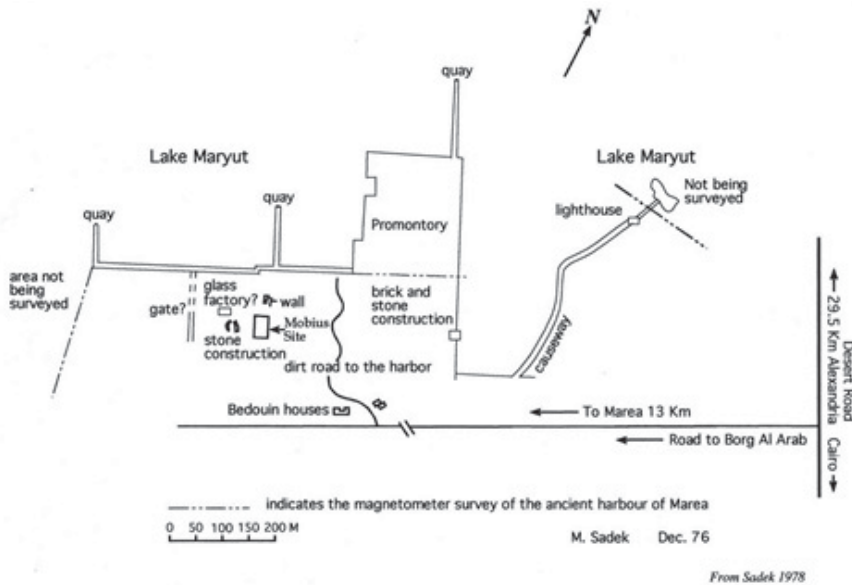 N
quay
Lake Maryut
Lake Maryut
Not being
surveyed
lighthouse
quay
quay
Promontory
area not
being
surveyed
glass
factory?
wall
gate?
brick and
stone
construction
Mobius
Site
stone
construction
causeway
dirt road to the harbor
Bedouin houses
To Marea 13 Km
Road to Borg Al Arab
Desert Road
29.5 Km Alexandria Cairo
indicates the magnetometer survey of the ancient harbour of Marea
0 50 100 150 200 M
M. Sadek Dec. 76
From Sadek 1978